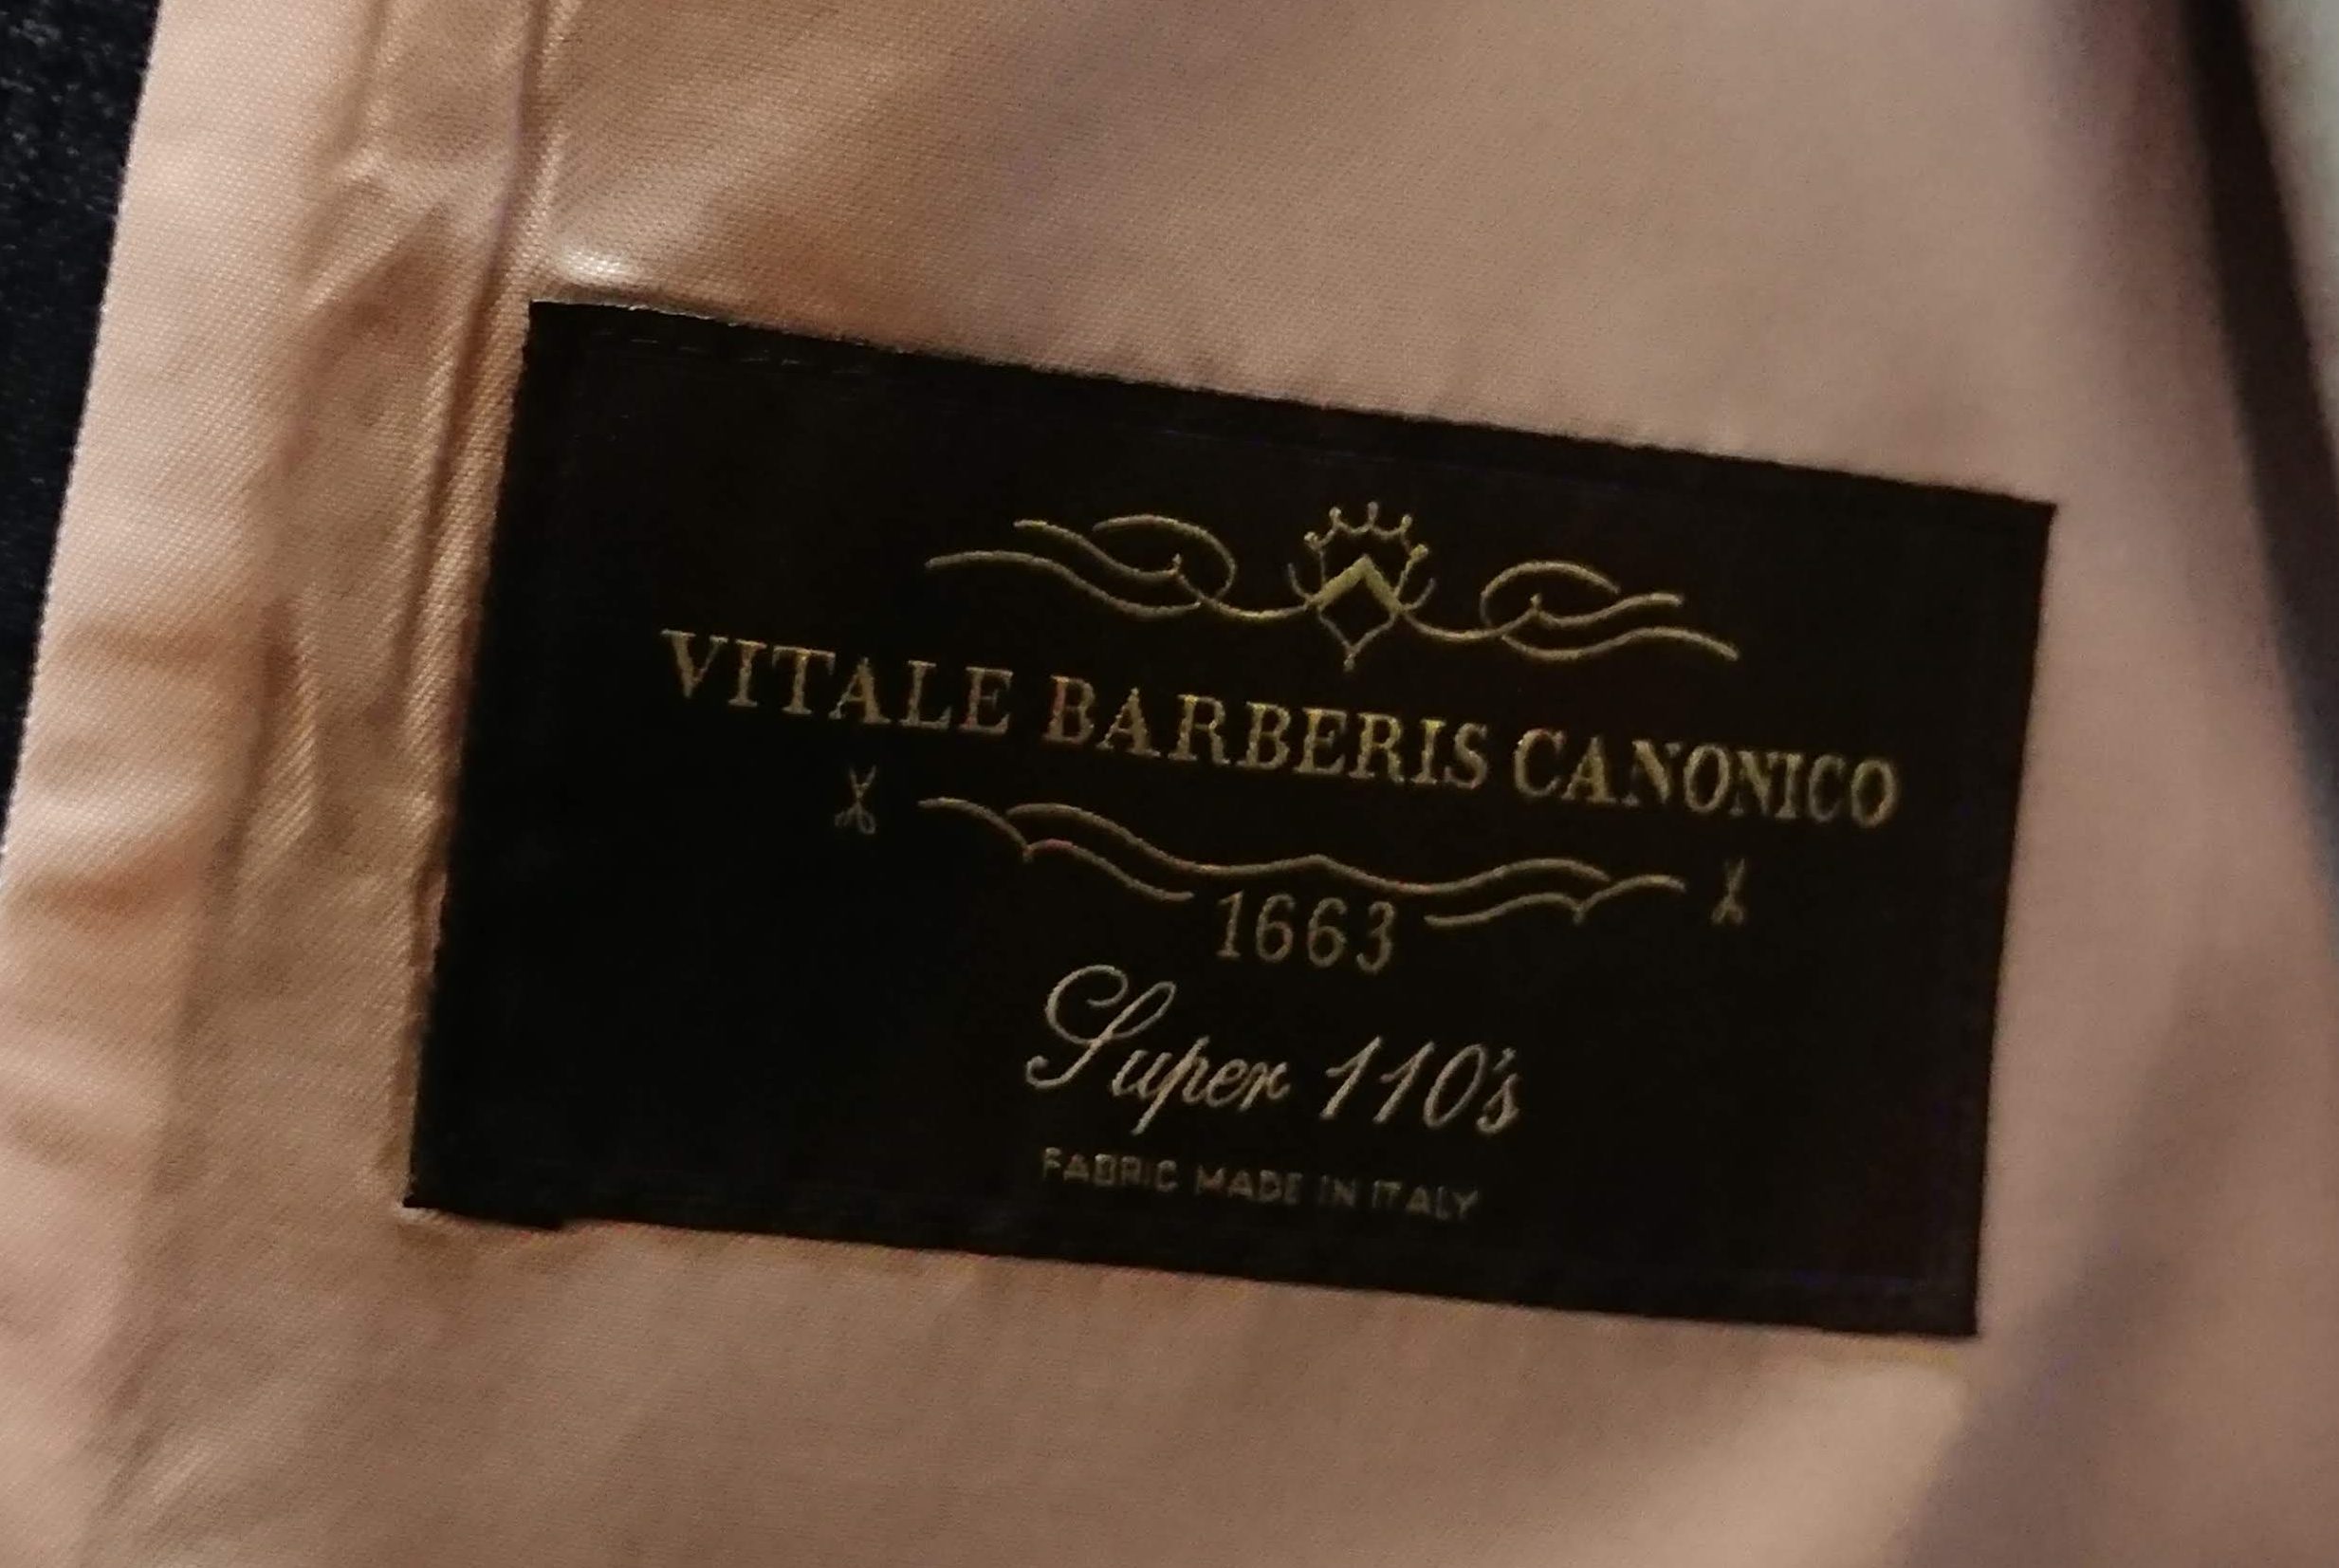 VITALE BARBERIS CANONICO
1663
Super 110's
FABRIC MADE IN ITALY